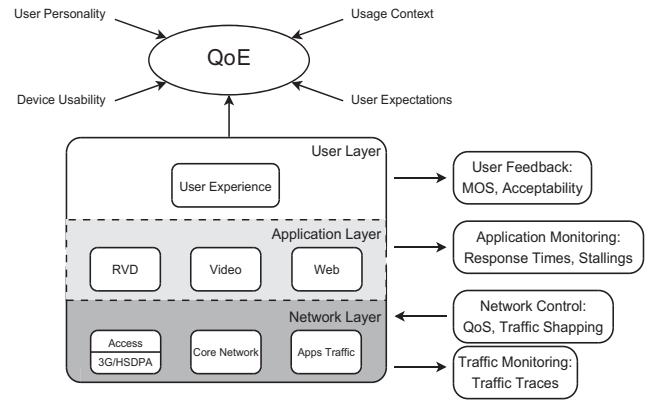 User Personality
Usage Context
QoE
Device Usability
User Expectations
User Layer
User Experience
User Feedback:
MOS, Acceptability
Application Layer
RVD
Video
Web
Application Monitoring:
Response Times, Stallings
Network Layer
Access
3G/HSDPA
Core Network
Apps Traffic
Network Control:
QoS, Traffic Shapping
Traffic Monitoring:
Traffic Traces